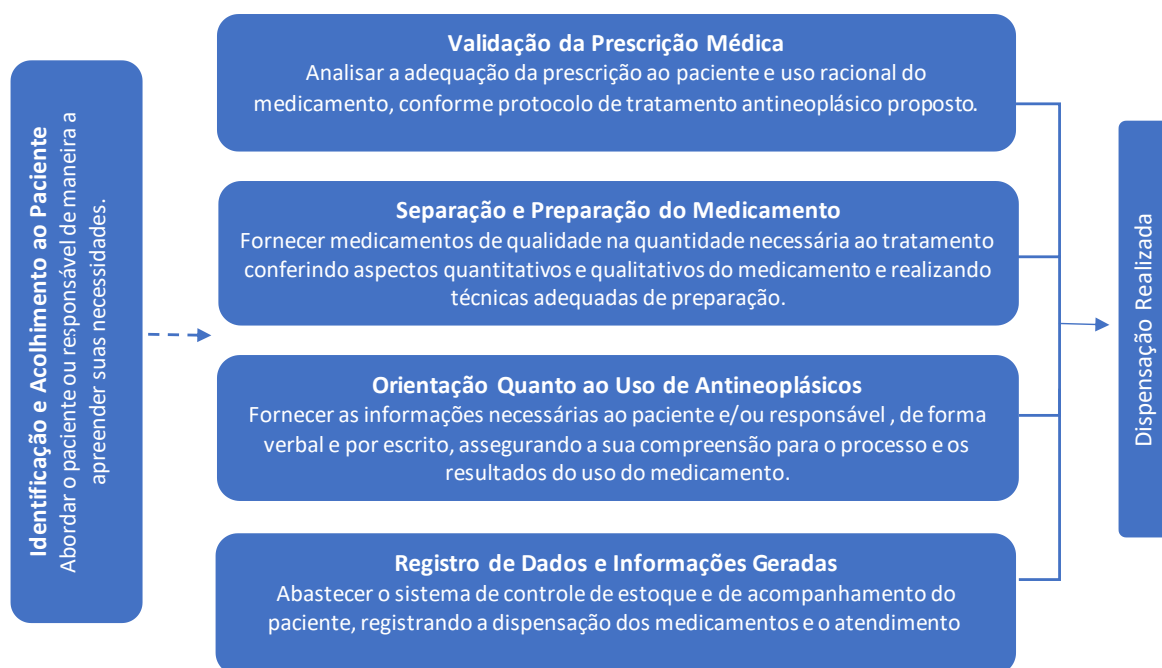 Identificação e Acolhimento ao Paciente
Abordar o paciente ou responsável de maneira a
apreender suas necessidades.
Validação da Prescrição Médica
Analisar a adequação da prescrição ao paciente e uso racional do
medicamento, conforme protocolo de tratamento antineoplásico proposto.
Separação e Preparação do Medicamento
Fornecer medicamentos de qualidade na quantidade necessária ao tratamento
conferindo aspectos quantitativos e qualitativos do medicamento e realizando
técnicas adequadas de preparação.
Orientação Quanto ao Uso de Antineoplásicos
Fornecer as informações necessárias ao paciente e/ou responsável , de forma
verbal e por escrito, assegurando a sua compreensão para o processo e os
resultados do uso do medicamento.
Registro de Dados e Informações Geradas
Abastecer o sistema de controle de estoque e de acompanhamento do
paciente, registrando a dispensação dos medicamentos e o atendimento
Dispensação Realizada